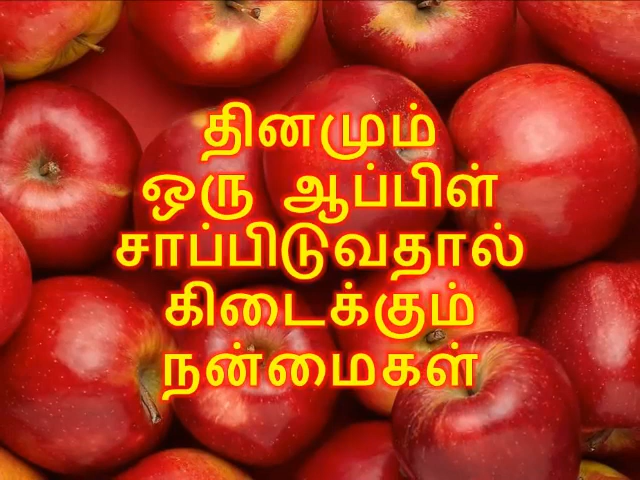 தினமும்
ஒரு ஆப்பிள்
சாப்பிடுவதால்
கிடைக்கும்
நன்மைகள்